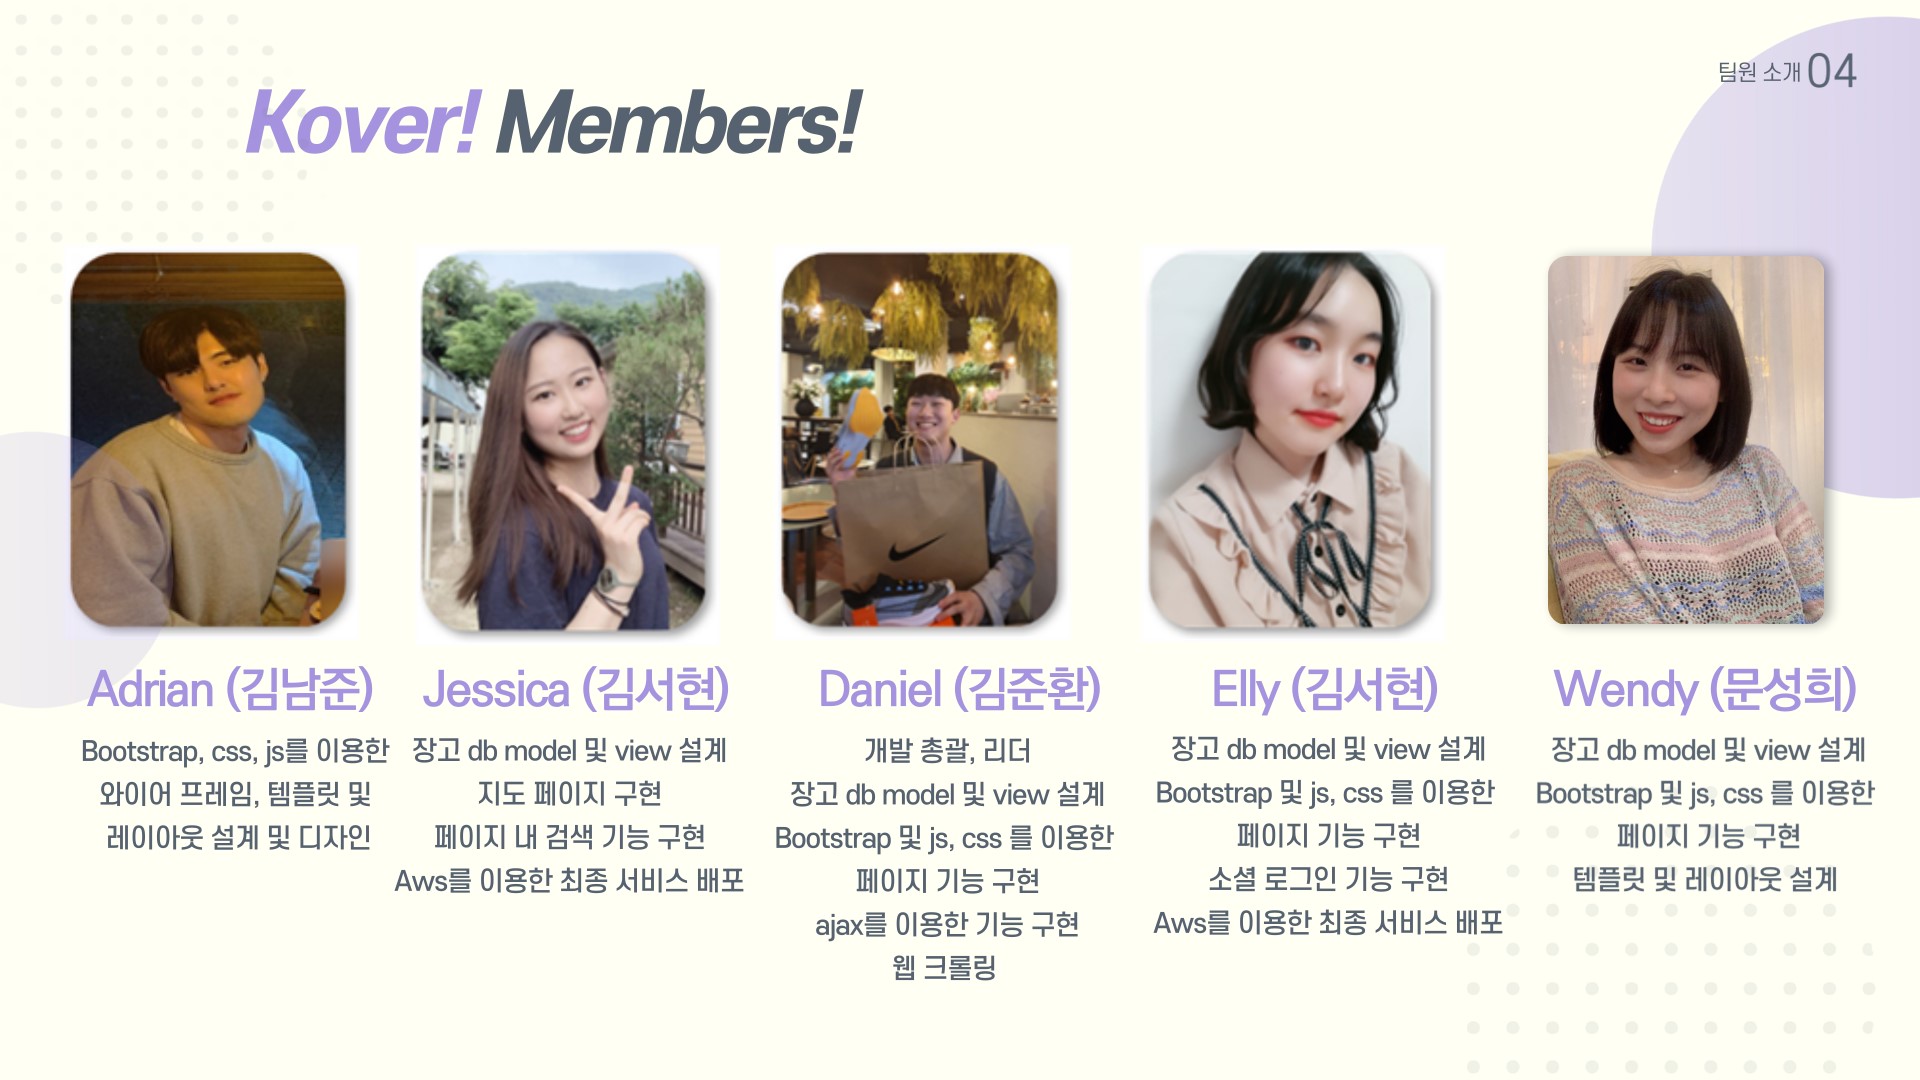 팀원 소개 04
Kover! Members!
Adrian (김남준)
Bootstrap, css, js를 이용한
와이어 프레임, 템플릿 및
레이아웃 설계 및 디자인
Jessica (김서현)
장고 db model 및 view 설계
지도 페이지 구현
페이지 내 검색 기능 구현
Aws를 이용한 최종 서비스 배포
Daniel (김준환)
개발 총괄, 리더
장고 db model 및 view 설계
Bootstrap 및 js, css 를 이용한
페이지 기능 구현
ajax를 이용한 기능 구현
웹 크롤링
Elly (김서현)
장고 db model 및 view 설계
Bootstrap 및 js, css 를 이용한
페이지 기능 구현
소셜 로그인 기능 구현
Aws를 이용한 최종 서비스 배포
Wendy (문성희)
장고 db model 및 view 설계
Bootstrap 및 js, css 를 이용한
페이지 기능 구현
템플릿 및 레이아웃 설계